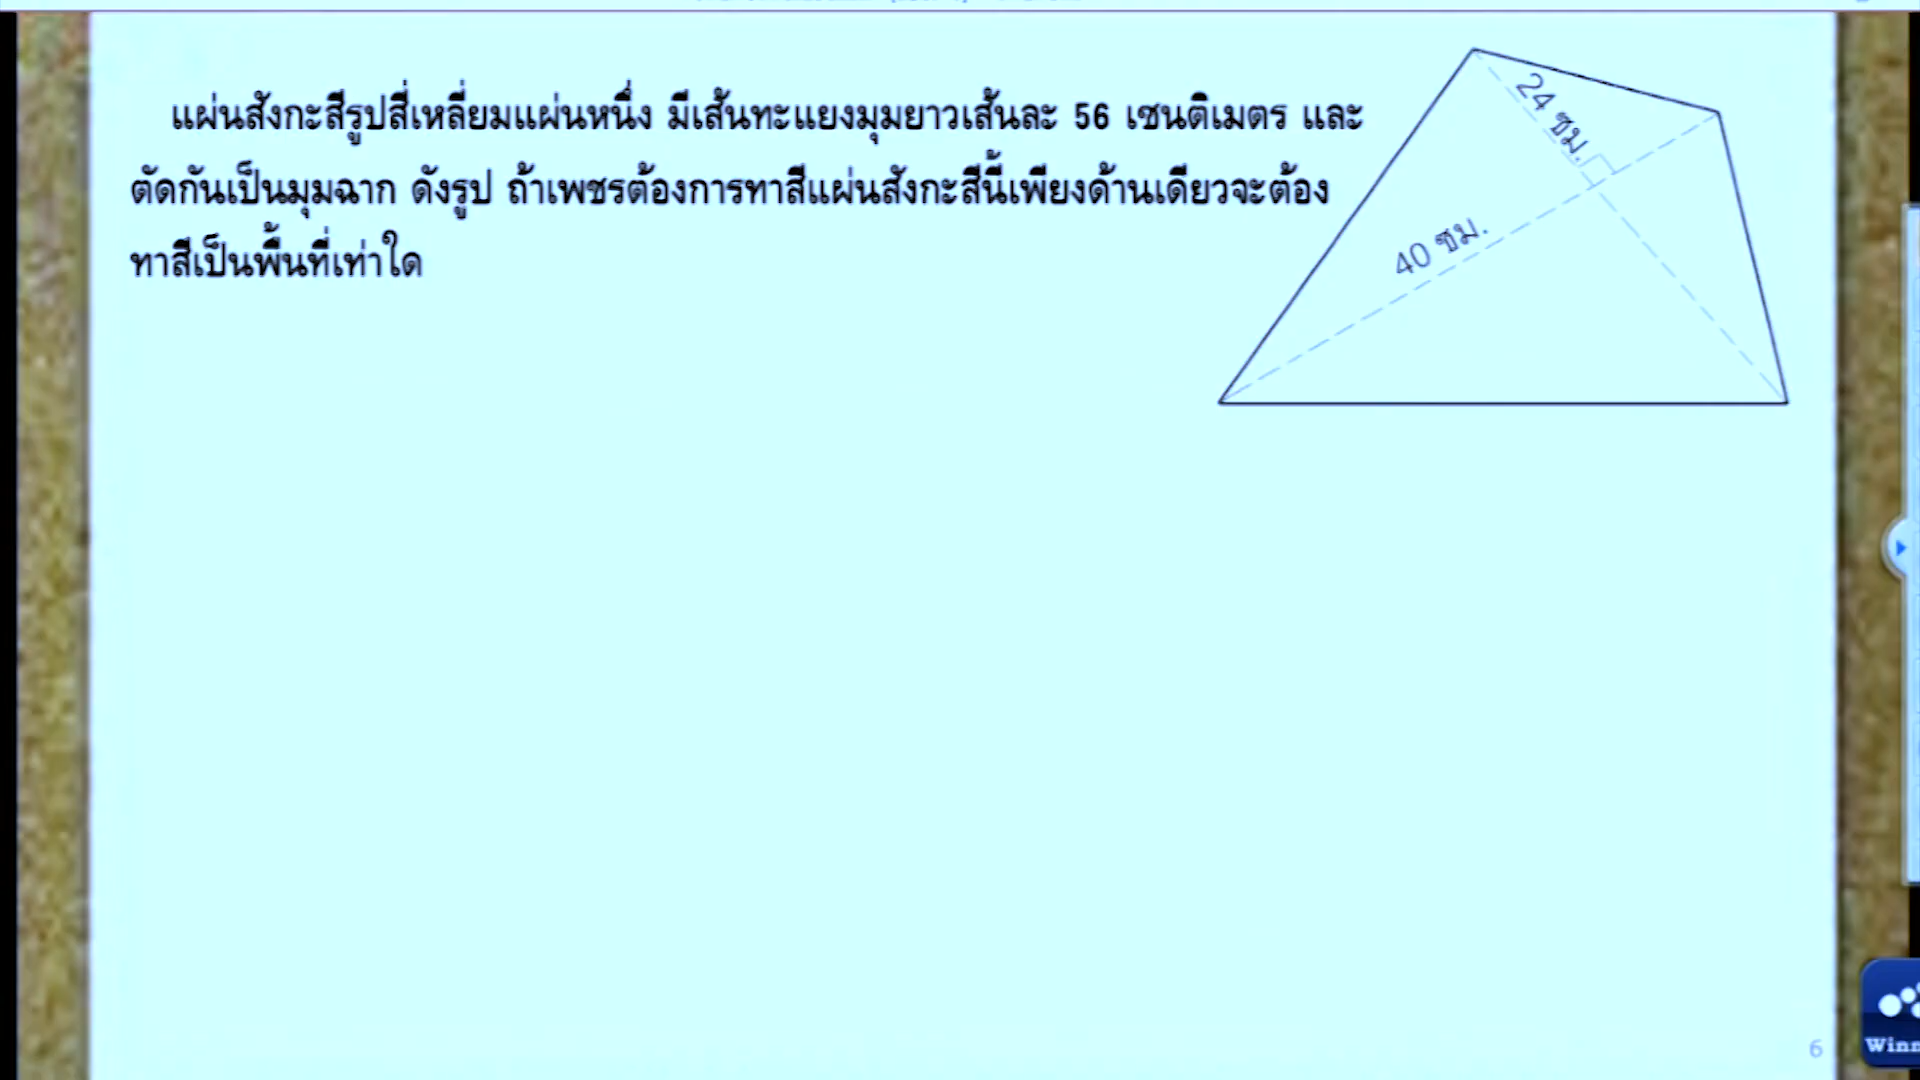 แผ่นสังกะสีรูปสี่เหลี่ยมแผ่นหนึ่ง มีเส้นทะแยงมุมยาวเส้นละ 56 เซนติเมตร และ
ตัดกันเป็นมุมฉาก ดังรูป ถ้าเพชรต้องการทาสีแผ่นสังกะสีนี้เพียงด้านเดียวจะต้อง
ทาสีเป็นพื้นที่เท่าใด
24 ซม.
40 ซม.
6